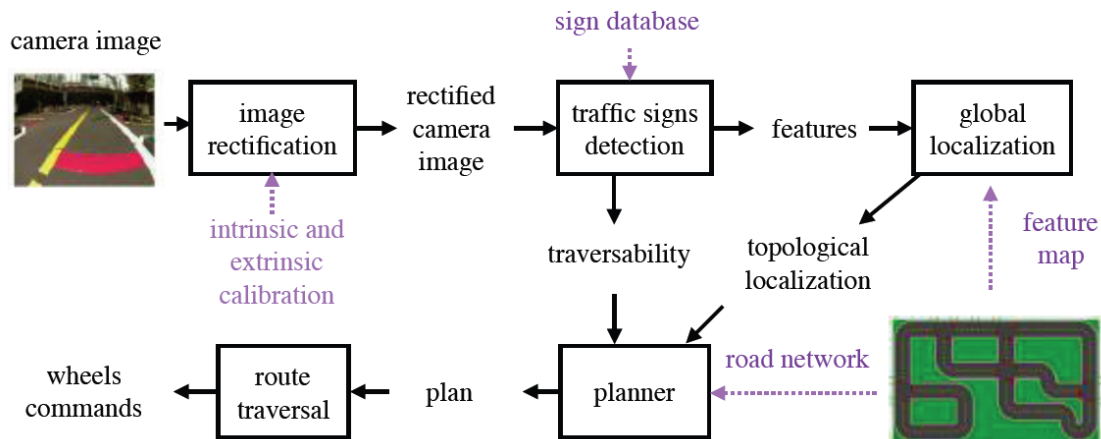 sign database
camera image
image
rectification
rectified
camera
image
traffic signs
detection
features
global
localization
intrinsic and
extrinsic
calibration
traversability
topological
localization
feature
map
wheels
commands
route
traversal
plan
planner
road network